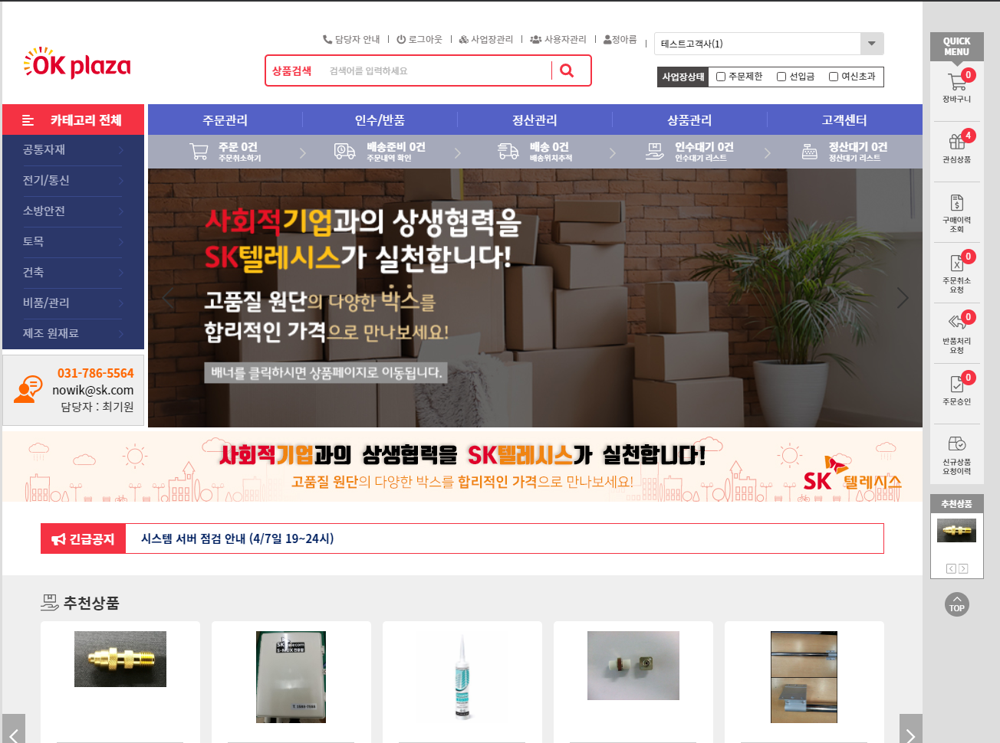 담당자 안내 | 로그아웃 | 사업장관리 | 사용자관리 | 정아름 |
테스트고객사(1)
OK plaza
상품검색 검색어를 입력하세요
사업장상태 주문제한 선입금 여신초과
카테고리 전체
주문관리 인수/반품 정산관리 상품관리 고객센터
주문 0건
주문취소하기
배송준비 0건
주문내역 확인
배송 0건
배송위치추적
인수대기 0건
인수대기 리스트
정산대기 0건
정산대기 리스트
공통자재
전기/통신
소방안전
토목
건축
비품/관리
제조 원재료
031-786-5564
nowik@sk.com
담당자 : 최기원
사회적기업과의 상생협력을
SK텔레시스가 실천합니다!
고품질 원단의 다양한 박스를
합리적인 가격으로 만나보세요!
배너를 클릭하시면 상품페이지로 이동됩니다.
사회적기업과의 상생협력을 SK텔레시스가 실천합니다!
고품질 원단의 다양한 박스를 합리적인 가격으로 만나보세요!
SK 텔레시스
긴급공지 시스템 서버 점검 안내 (4/7일 19~24시)
추천상품
SK telecom
S-MUX 전용함
QUICK
MENU
0
장바구니
4
관심상품
구매이력
조회
0
주문취소
요청
0
반품처리
요청
0
주문승인
신규상품
요청이력
추천상품
TOP